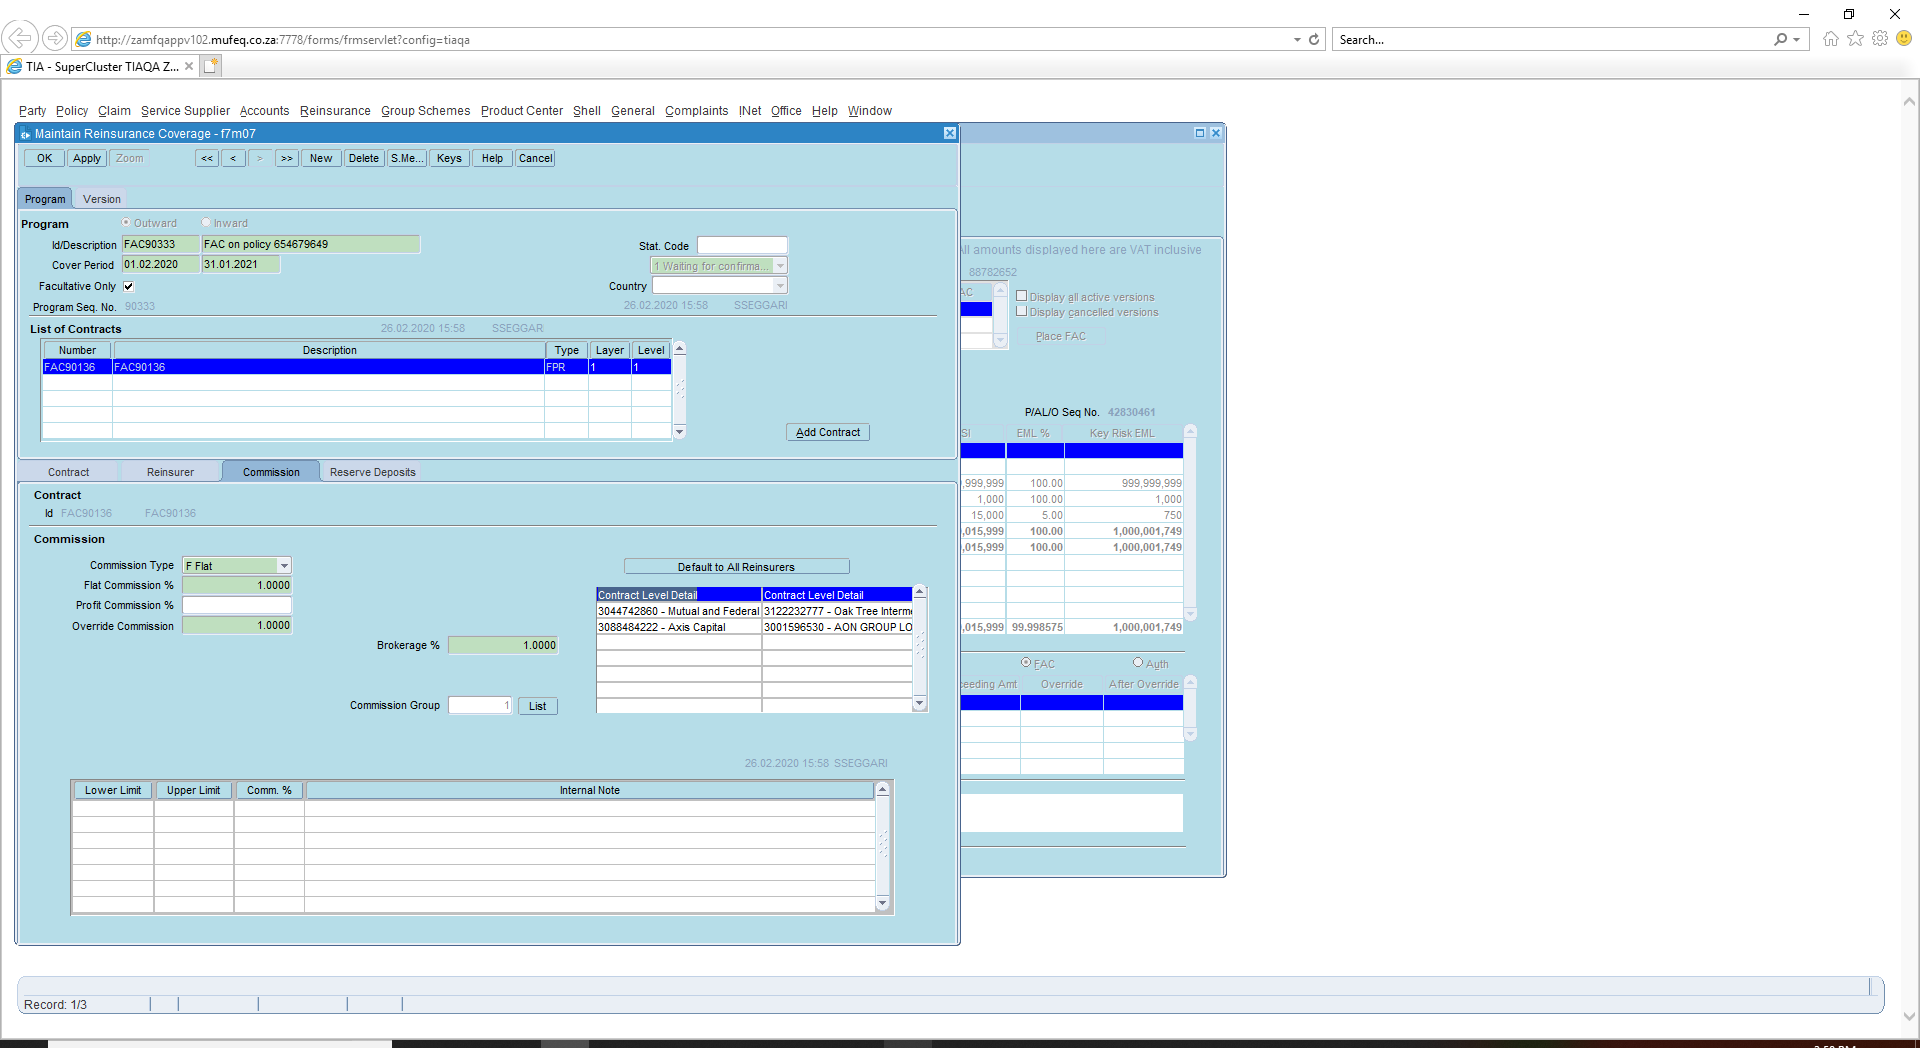 http://zamfqappv102.mufeq.co.za:7778/forms/frmservlet?config=tiaqa
Search...
TIA - SuperCluster TIAQA Z...
Party Policy Claim Service Supplier Accounts Reinsurance Group Schemes Product Center Shell General Complaints INet Office Help Window
Maintain Reinsurance Coverage - f7m07
OK Apply Zoom << < > >> New Delete S.Me... Keys Help Cancel
Program Version
Program Outward Inward
Id/Description FAC90333 FAC on policy 654679649 Stat. Code
Cover Period 01.02.2020 31.01.2021 1 Waiting for confirma...
Facultative Only Country
Program Seq. No. 90333 26.02.2020 15:58 SSEGGARI
List of Contracts 26.02.2020 15:58 SSEGGARI
Number Description Type Layer Level
FAC90136 FAC90136 FPR 1 1
Add Contract
Contract Reinsurer Commission Reserve Deposits
Contract
Id FAC90136 FAC90136
Commission
Commission Type F Flat
Flat Commission % 1.0000
Profit Commission %
Override Commission 1.0000
Brokerage % 1.0000
Commission Group 1 List
Default to All Reinsurers
Contract Level Detail Contract Level Detail
3044742860 - Mutual and Federal 3122232777 - Oak Tree Interme
3088484222 - Axis Capital 3001596530 - AON GROUP LO
26.02.2020 15:58 SSEGGARI
Lower Limit Upper Limit Comm. % Internal Note
All amounts displayed here are VAT inclusive
88782652
AC
Display all active versions
Display cancelled versions
Place FAC
P/AL/O Seq No. 42830461
SI EML % Key Risk EML
,999,999 100.00 999,999,999
1,000 100.00 1,000
15,000 5.00 750
,015,999 100.00 1,000,001,749
,015,999 100.00 1,000,001,749
,015,999 99.998575 1,000,001,749
FAC Auth
ceeding Amt Override After Override
Record: 1/3